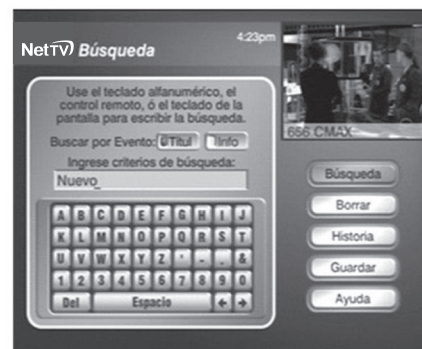 NetTV Búsqueda
4:23pm
Use el teclado alfanumérico, el
control remoto, ó el teclado de la
pantalla para escribir la búsqueda.
Buscar por Evento: Titul Info
Ingrese criterios de búsqueda:
Nuevo_
A B C D E F G H I J
K L M N O P Q R S T
U V W X Y Z ' - . &
1 2 3 4 5 6 7 8 9 0
Del Espacio ← →
656 CMAX
Búsqueda
Borrar
Historia
Guardar
Ayuda